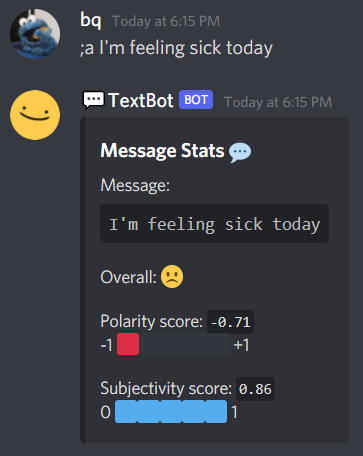 bq Today at 6:15 PM
;a I'm feeling sick today
TextBot BOT Today at 6:15 PM
Message Stats
Message:
I'm feeling sick today
Overall:
Polarity score: -0.71
-1 +1
Subjectivity score: 0.86
0 1